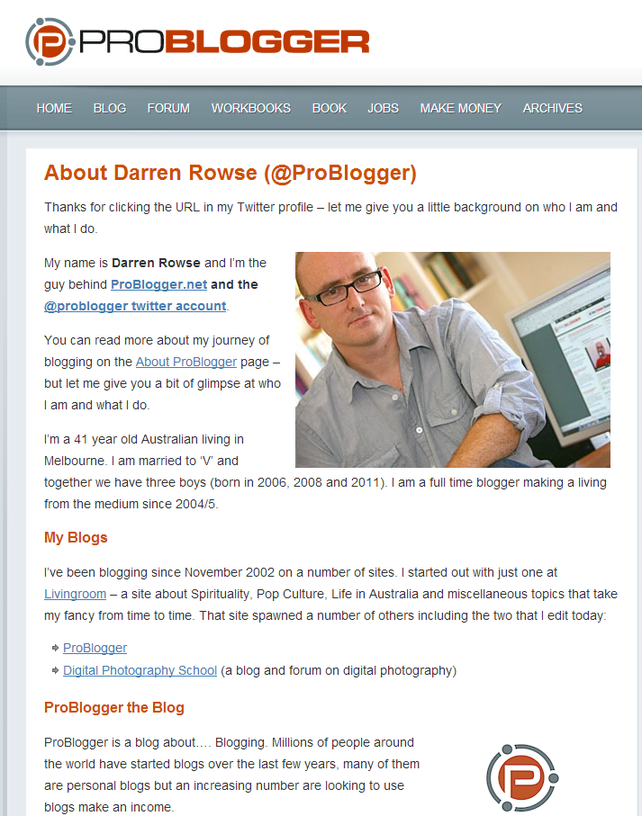 PROBLOGGER
HOME BLOG FORUM WORKBOOKS BOOK JOBS MAKE MONEY ARCHIVES
About Darren Rowse (@ProBlogger)
Thanks for clicking the URL in my Twitter profile – let me give you a little background on who I am and
what I do.
My name is Darren Rowse and I'm the
guy behind ProBlogger.net and the
@problogger twitter account.
You can read more about my journey of
blogging on the About ProBlogger page –
but let me give you a bit of glimpse at who
I am and what I do.
I'm a 41 year old Australian living in
Melbourne. I am married to 'V' and
together we have three boys (born in 2006, 2008 and 2011). I am a full time blogger making a living
from the medium since 2004/5.
My Blogs
I've been blogging since November 2002 on a number of sites. I started out with just one at
Livingroom – a site about Spirituality, Pop Culture, Life in Australia and miscellaneous topics that take
my fancy from time to time. That site spawned a number of others including the two that I edit today:
ProBlogger
Digital Photography School (a blog and forum on digital photography)
ProBlogger the Blog
ProBlogger is a blog about…. Blogging. Millions of people around
the world have started blogs over the last few years, many of them
are personal blogs but an increasing number are looking to use
blogs make an income.